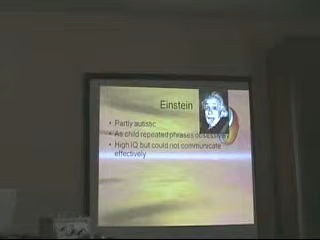 Einstein
• Partly autistic
• As child repeated phrases obsessively
• High IQ but could not communicate
effectively